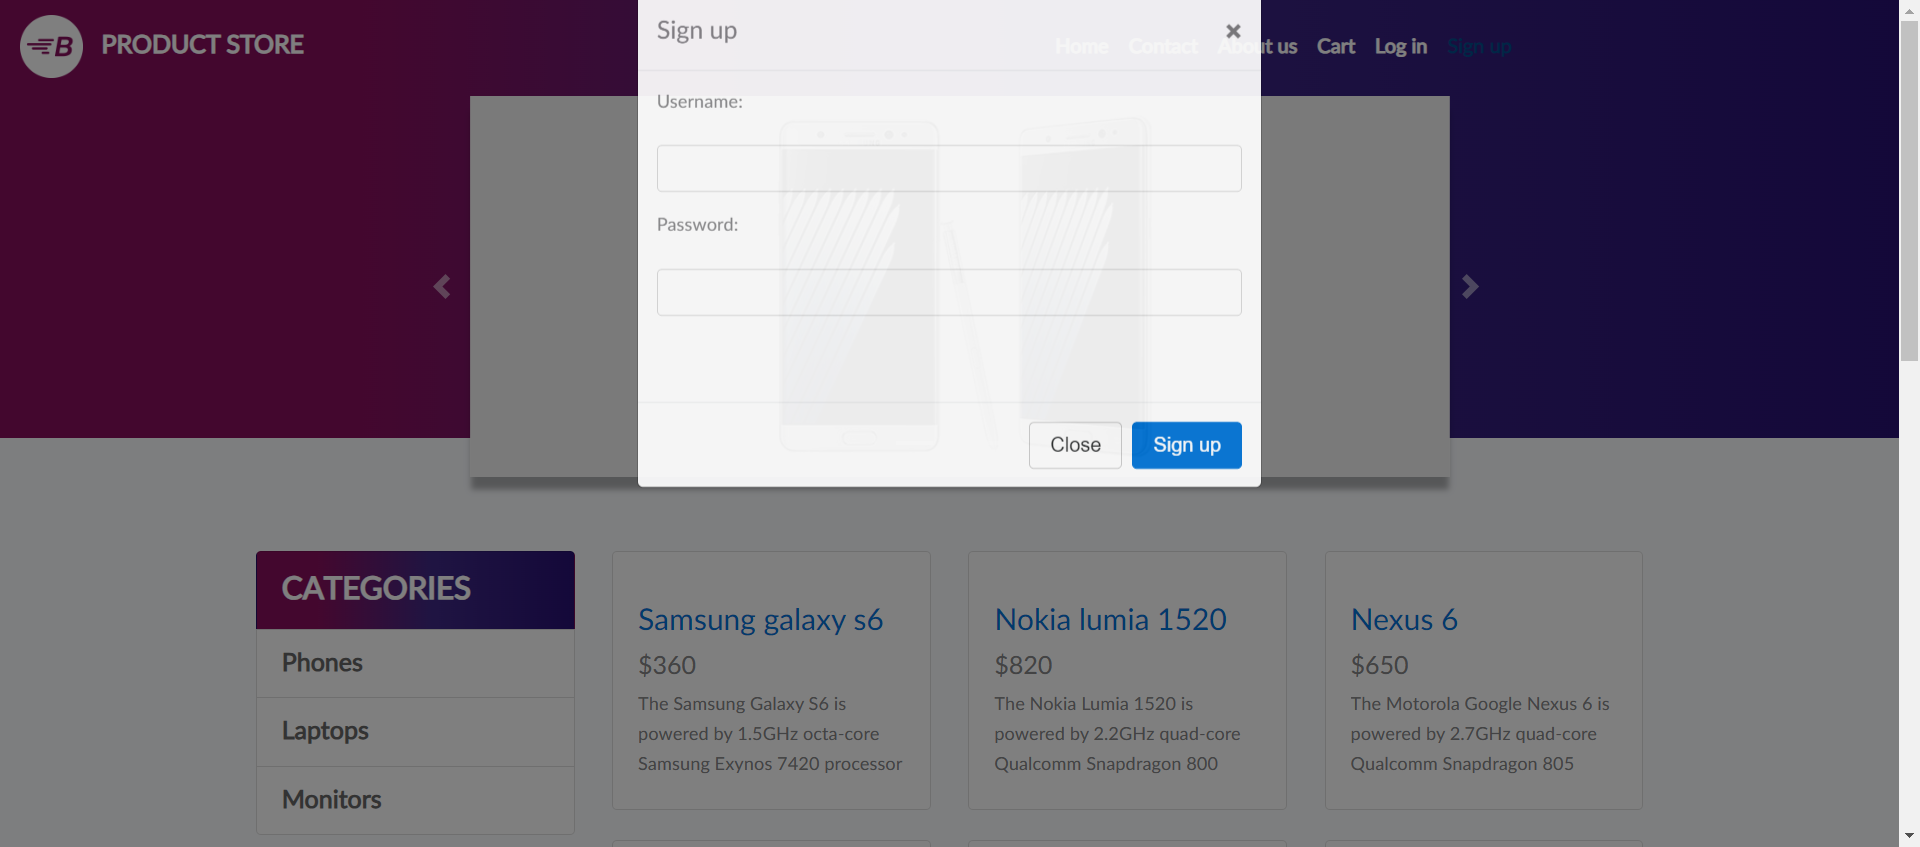 B PRODUCT STORE
Home Contact About us Cart Log in Sign up
Sign up
Username:
Password:
Close Sign up
CATEGORIES
Phones
Laptops
Monitors
Samsung galaxy s6
$360
The Samsung Galaxy S6 is
powered by 1.5GHz octa-core
Samsung Exynos 7420 processor
Nokia lumia 1520
$820
The Nokia Lumia 1520 is
powered by 2.2GHz quad-core
Qualcomm Snapdragon 800
Nexus 6
$650
The Motorola Google Nexus 6 is
powered by 2.7GHz quad-core
Qualcomm Snapdragon 805